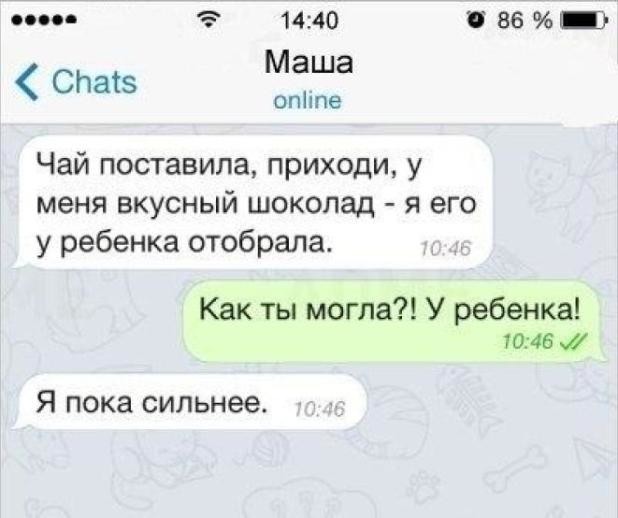 14:40 86 %
Chats Маша
online
Чай поставила, приходи, у
меня вкусный шоколад - я его
у ребенка отобрала. 10:46
Как ты могла?! У ребенка!
10:46
Я пока сильнее. 10:46